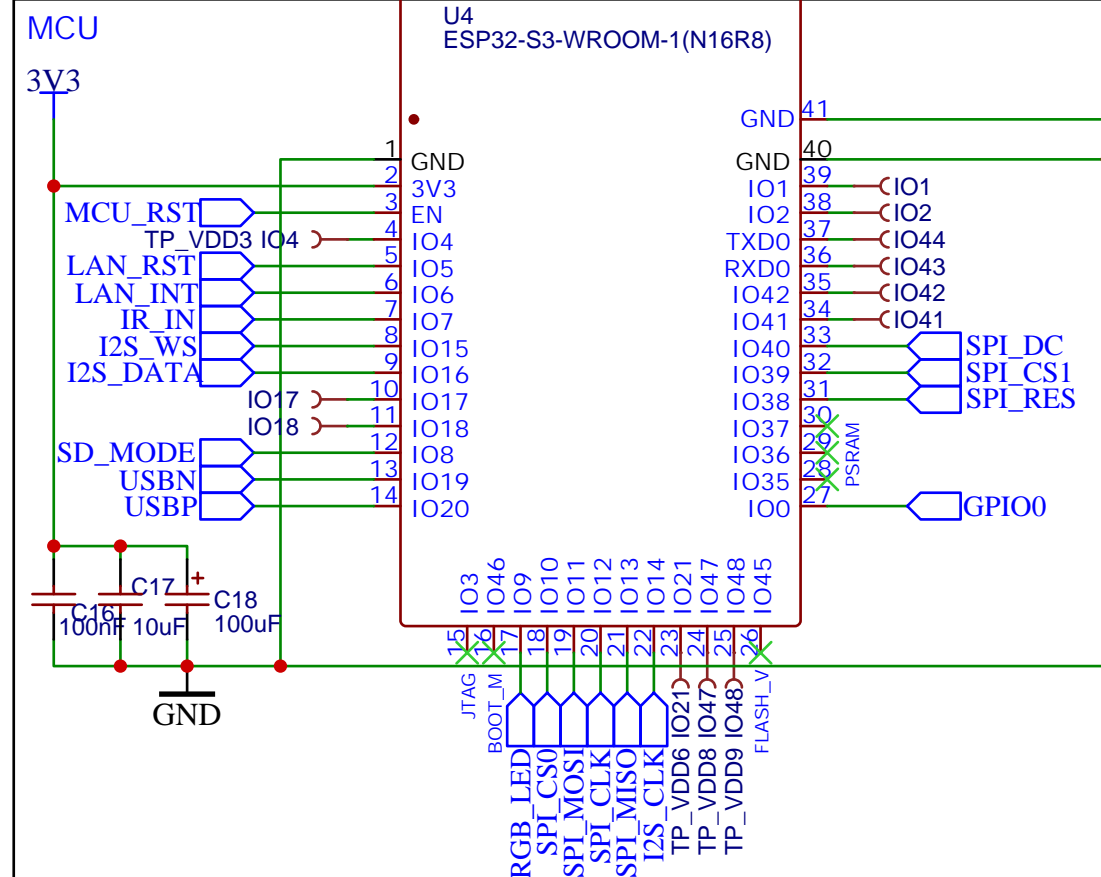 MCU
U4
ESP32-S3-WROOM-1(N16R8)
3V3
GND 41
1 GND
GND 40
2 3V3
IO1 39 IO1
MCU_RST 3 EN
IO2 38 IO2
TP_VDD3 IO4 4 IO4
TXD0 37 IO44
LAN_RST 5 IO5
RXD0 36 IO43
LAN_INT 6 IO6
IO42 35 IO42
IR_IN 7 IO7
IO41 34 IO41
I2S_WS 8 IO15
IO40 33 SPI_DC
I2S_DATA 9 IO16
IO39 32 SPI_CS1
IO17 10 IO17
IO38 31 SPI_RES
IO18 11 IO18
IO37 30
SD_MODE 12 IO8
IO36 29
USBN 13 IO19
IO35 28
PSRAM
USBP 14 IO20
IO0 27 GPIO0
C16
100nF
C17
10uF
+
C18
100uF
GND
IO3 15 JTAG
IO46 16 BOOT_M
IO9 17 RGB_LED
IO10 18 SPI_CS0
IO11 19 SPI_MOSI
IO12 20 SPI_CLK
IO13 21 SPI_MISO
IO14 22 I2S_CLK
IO21 23 TP_VDD6 IO21
IO47 24 TP_VDD8 IO47
IO48 25 TP_VDD9 IO48
IO45 26 FLASH_V